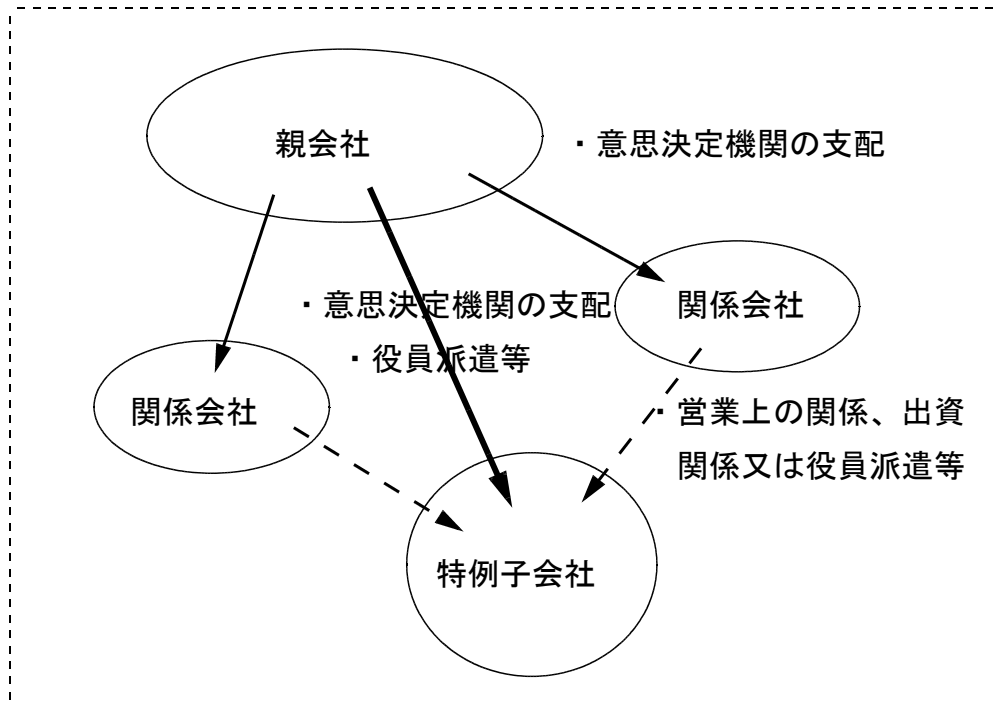 親会社
・意思決定機関の支配
・意思決定機関の支配
・役員派遣等
関係会社
関係会社
・営業上の関係、出資
関係又は役員派遣等
特例子会社